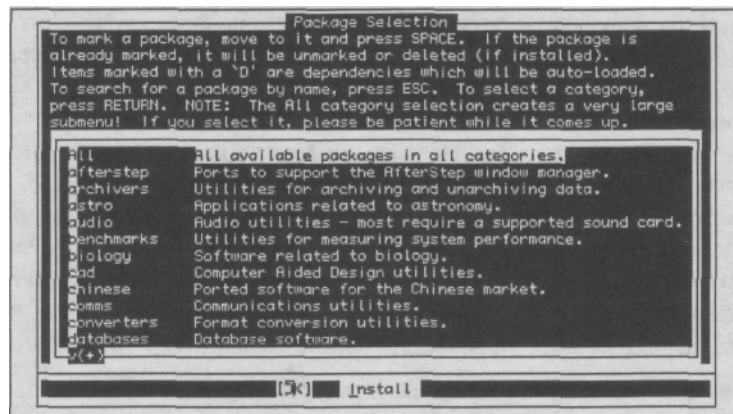 Package Selection
To mark a package, move to it and press SPACE. If the package is
already marked, it will be unmarked or deleted (if installed).
Items marked with a `D' are dependencies which will be auto-loaded.
To search for a package by name, press ESC. To select a category,
press RETURN. NOTE: The All category selection creates a very large
submenu! If you select it, please be patient while it comes up.
All All available packages in all categories.
afterstep Ports to support the AfterStep window manager.
archivers Utilities for archiving and unarchiving data.
astro Applications related to astronomy.
audio Audio utilities - most require a supported sound card.
benchmarks Utilities for measuring system performance.
biology Software related to biology.
cad Computer Aided Design utilities.
chinese Ported software for the Chinese market.
comms Communications utilities.
converters Format conversion utilities.
databases Database software.
v(+)
[OK] Install